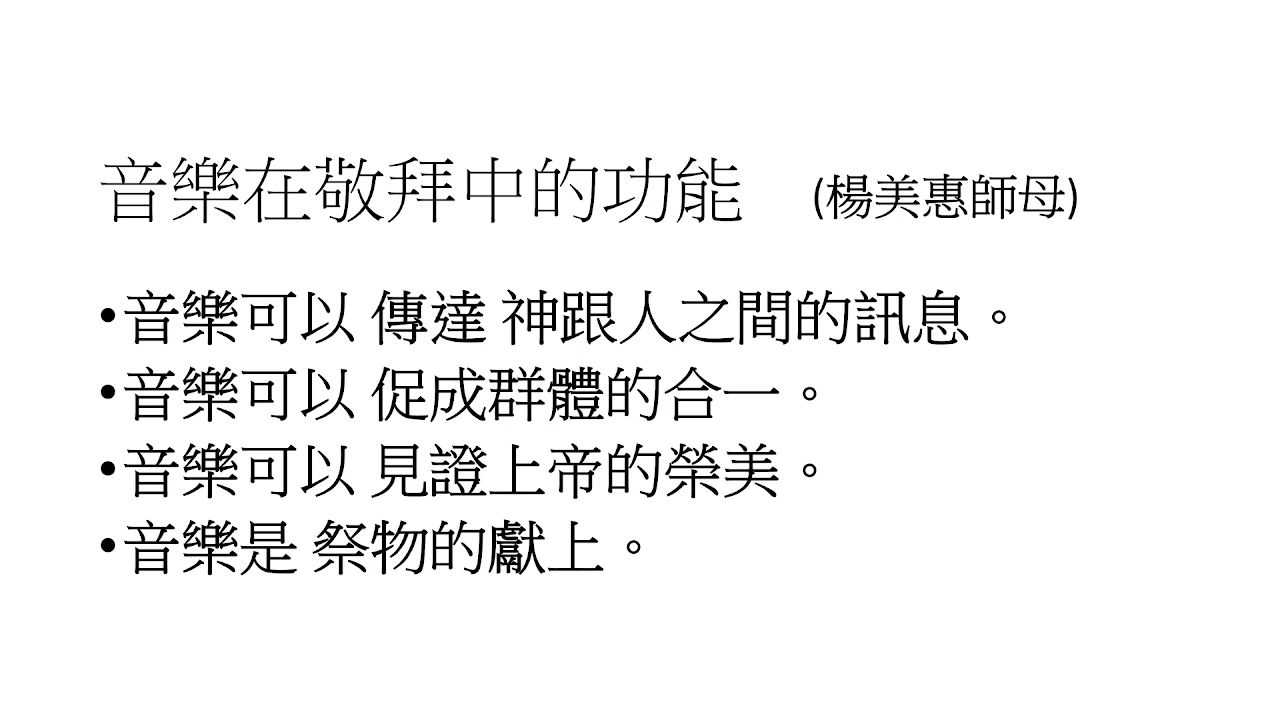 音樂在敬拜中的功能 (楊美惠師母)
•音樂可以 傳達 神跟人之間的訊息。
•音樂可以 促成群體的合一。
•音樂可以 見證上帝的榮美。
•音樂是 祭物的獻上。